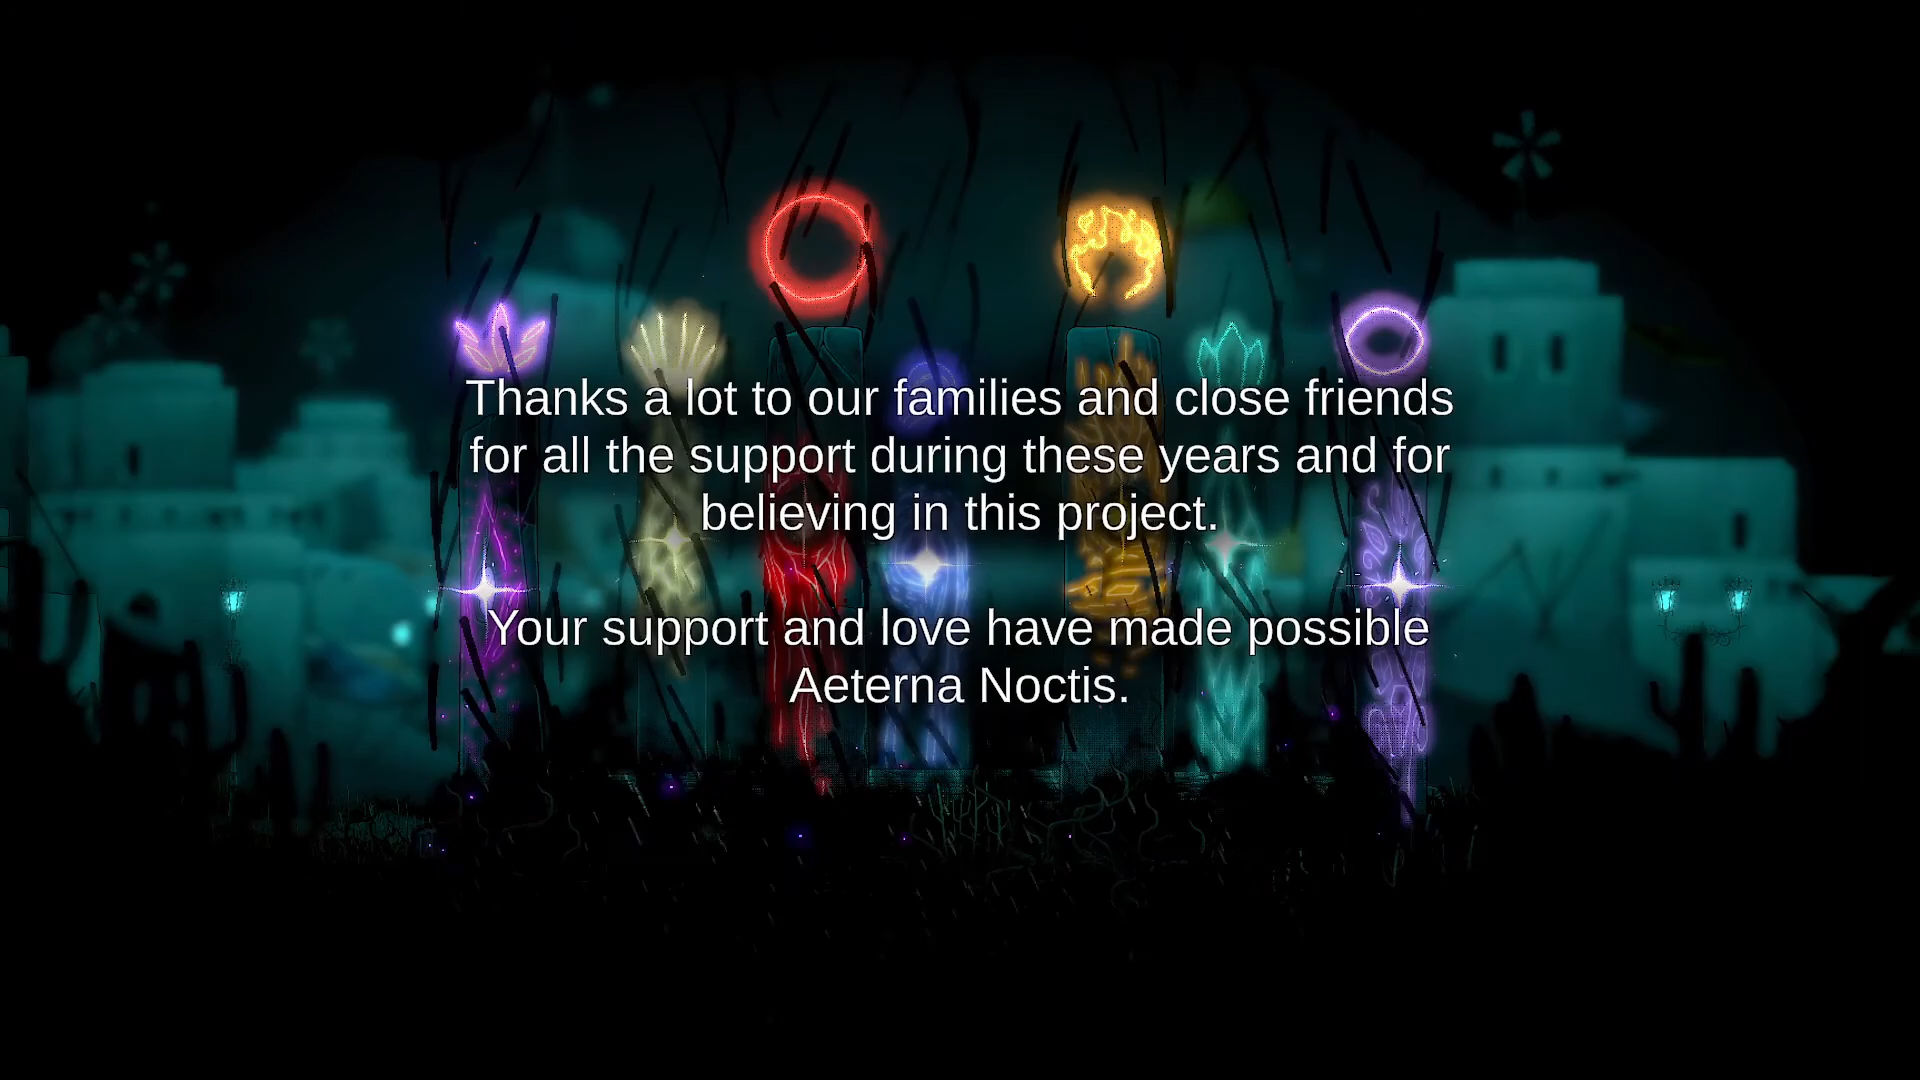 Thanks a lot to our families and close friends
for all the support during these years and for
believing in this project.
Your support and love have made possible
Aeterna Noctis.